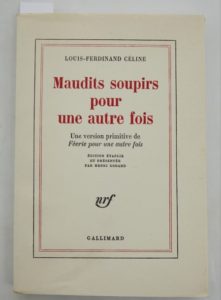 LOUIS-FERDINAND CÉLINE
Maudits soupirs
pour
une autre fois
Une version primitive de
Féerie pour une autre fois
ÉDITION ÉTABLIE
ET PRÉSENTÉE
PAR HENRI GODARD
nrf
GALLIMARD